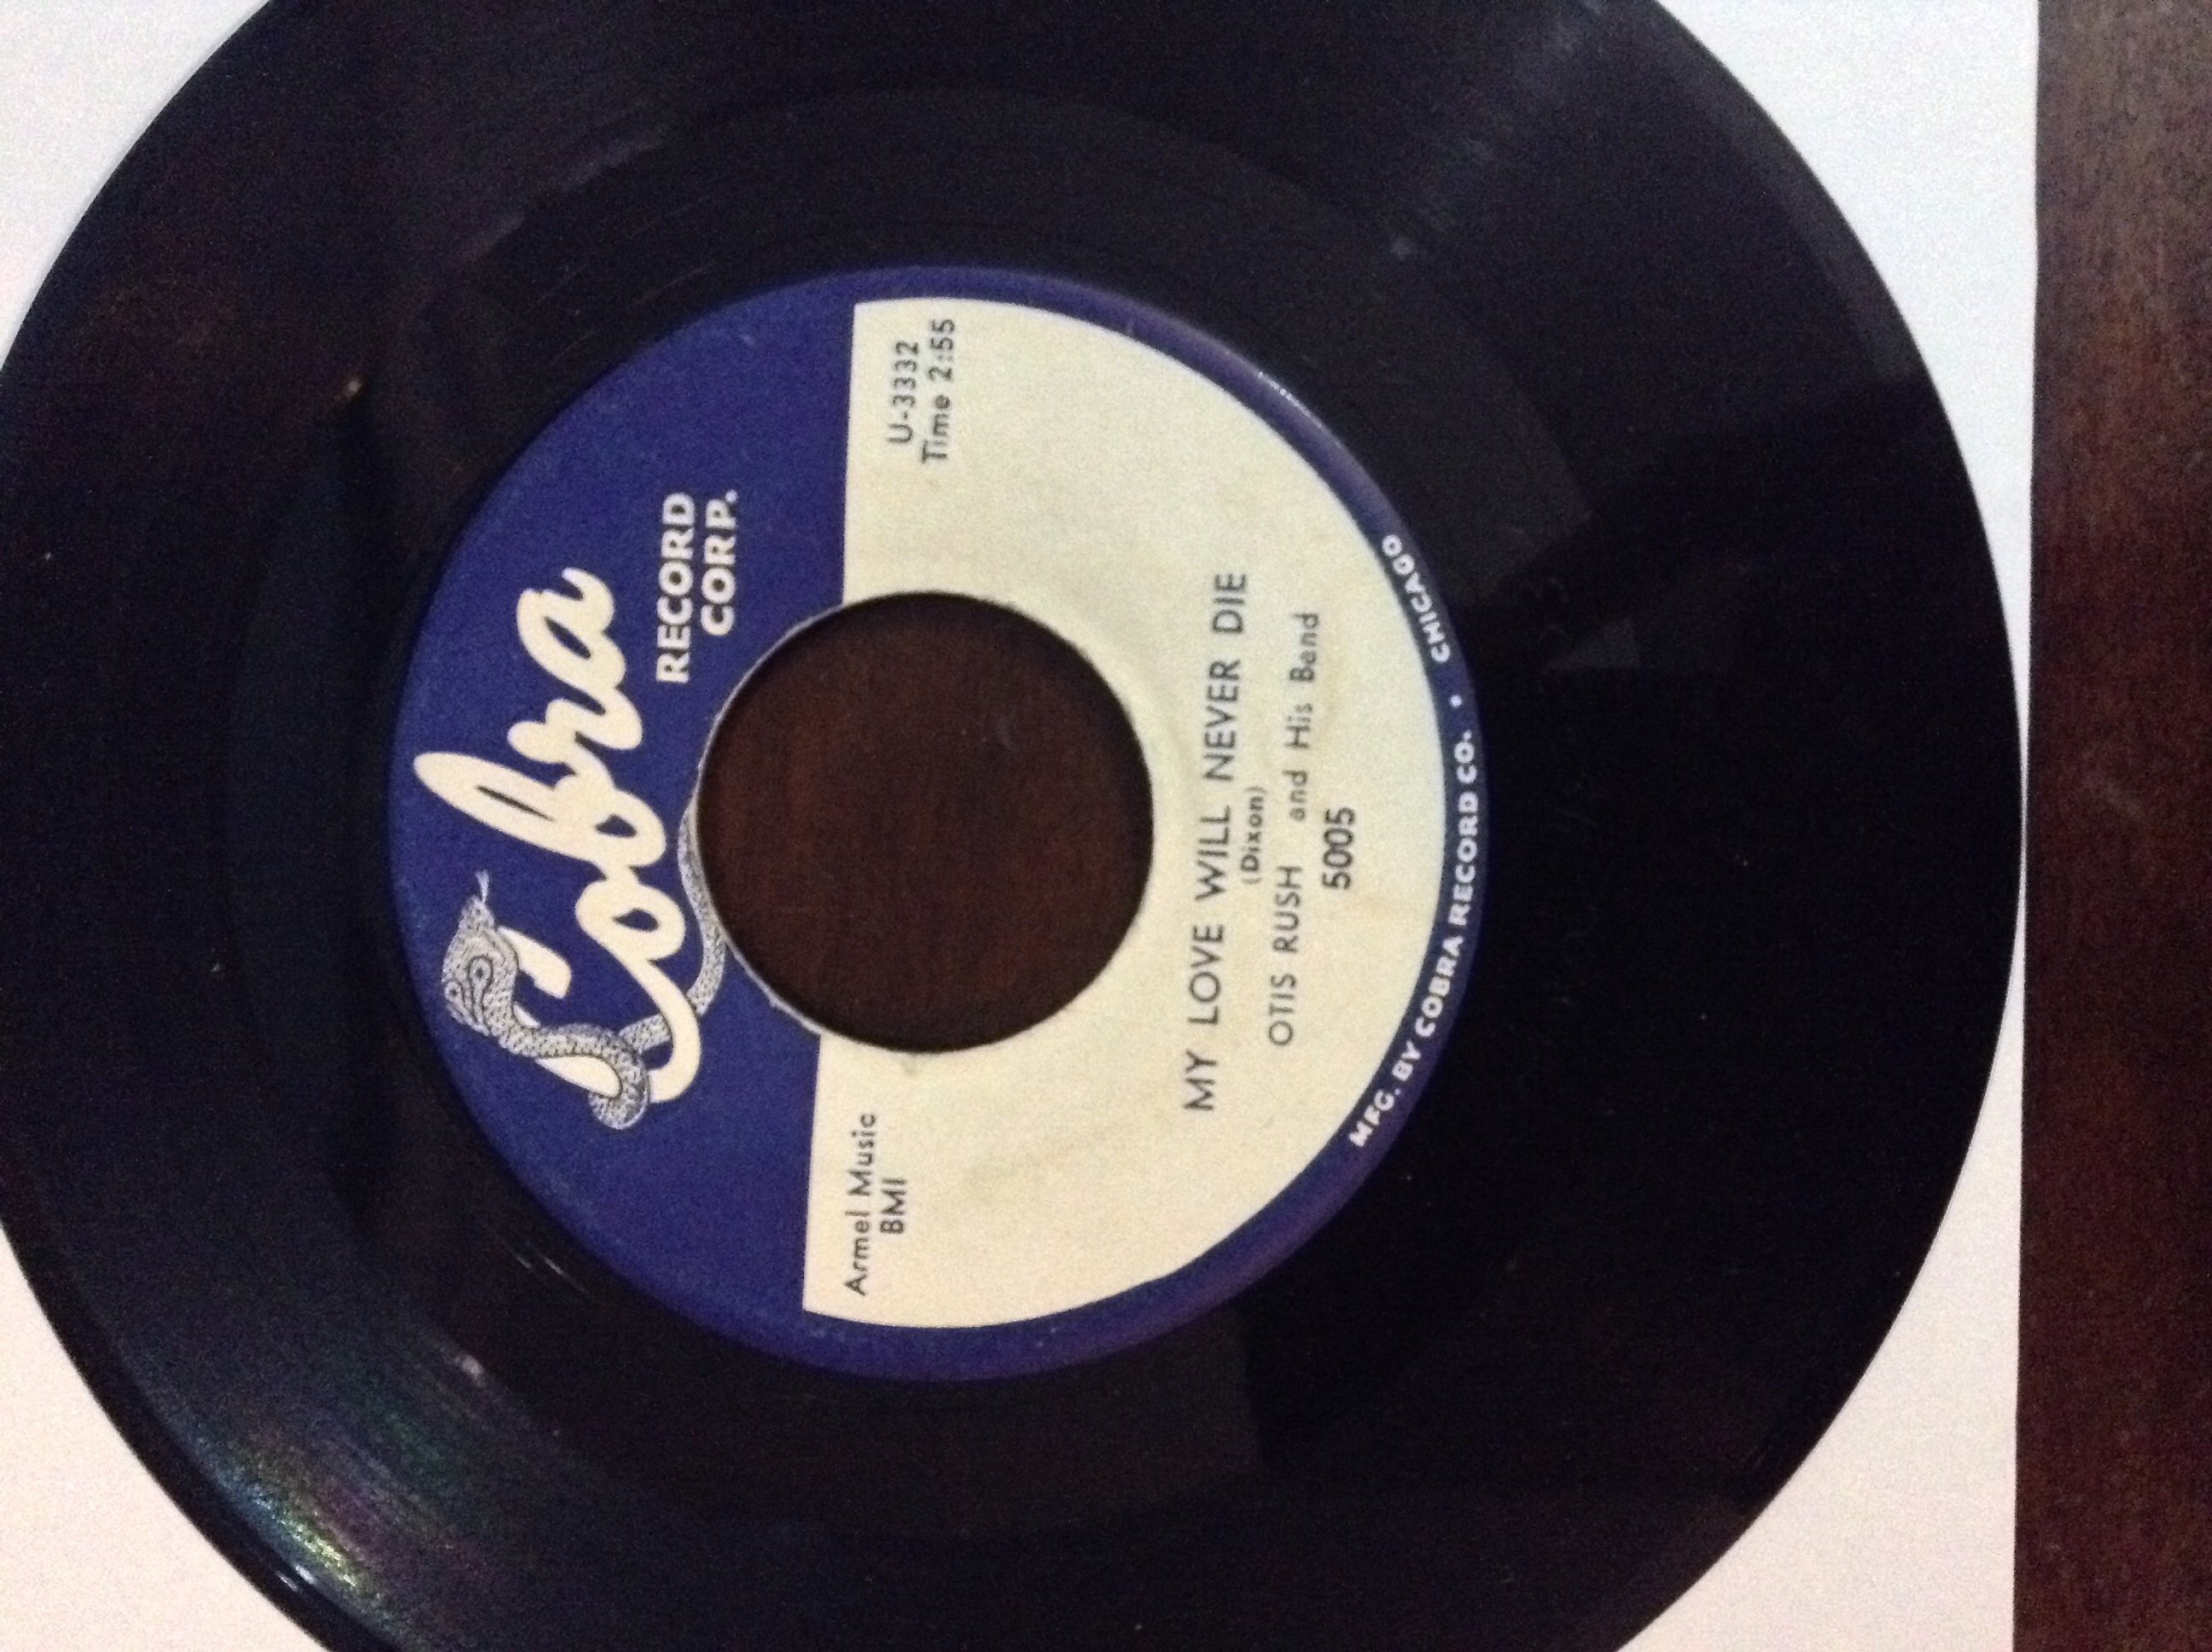 Cobra
RECORD
CORP.
Armel Music
BMI
U-3332
Time 2:55
MY LOVE WILL NEVER DIE
(Dixon)
OTIS RUSH and His Band
5005
MFG. BY COBRA RECORD CO. • CHICAGO